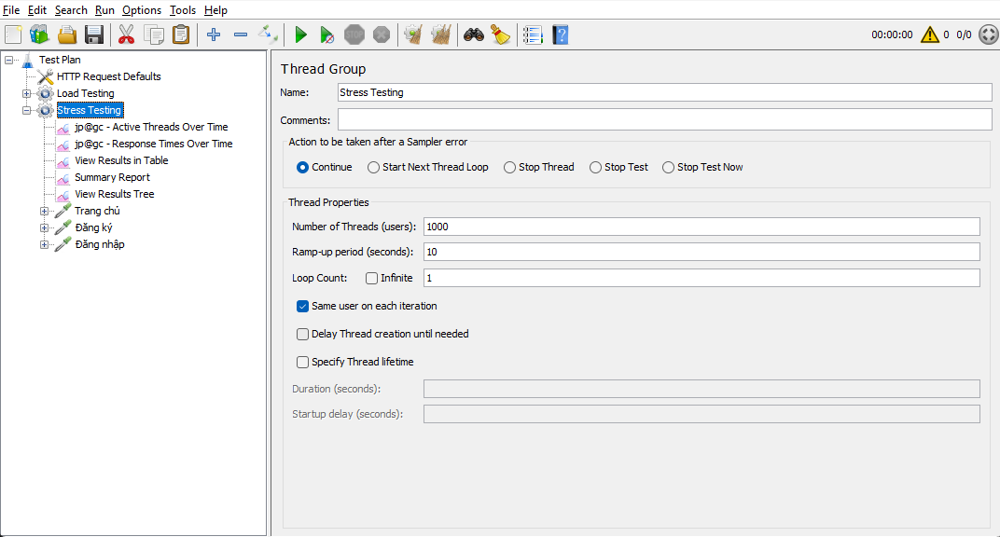 File Edit Search Run Options Tools Help
STOP 00:00:00 0 0/0
Test Plan
HTTP Request Defaults
Load Testing
Stress Testing
jp@gc - Active Threads Over Time
jp@gc - Response Times Over Time
View Results in Table
Summary Report
View Results Tree
Trang chủ
Đăng ký
Đăng nhập
Thread Group
Name: Stress Testing
Comments:
Action to be taken after a Sampler error
Continue Start Next Thread Loop Stop Thread Stop Test Stop Test Now
Thread Properties
Number of Threads (users): 1000
Ramp-up period (seconds): 10
Loop Count: Infinite 1
Same user on each iteration
Delay Thread creation until needed
Specify Thread lifetime
Duration (seconds):
Startup delay (seconds):